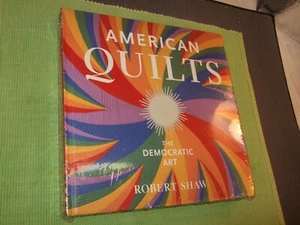 AMERICAN
QUILTS
THE
DEMOCRATIC
ART
ROBERT SHAW